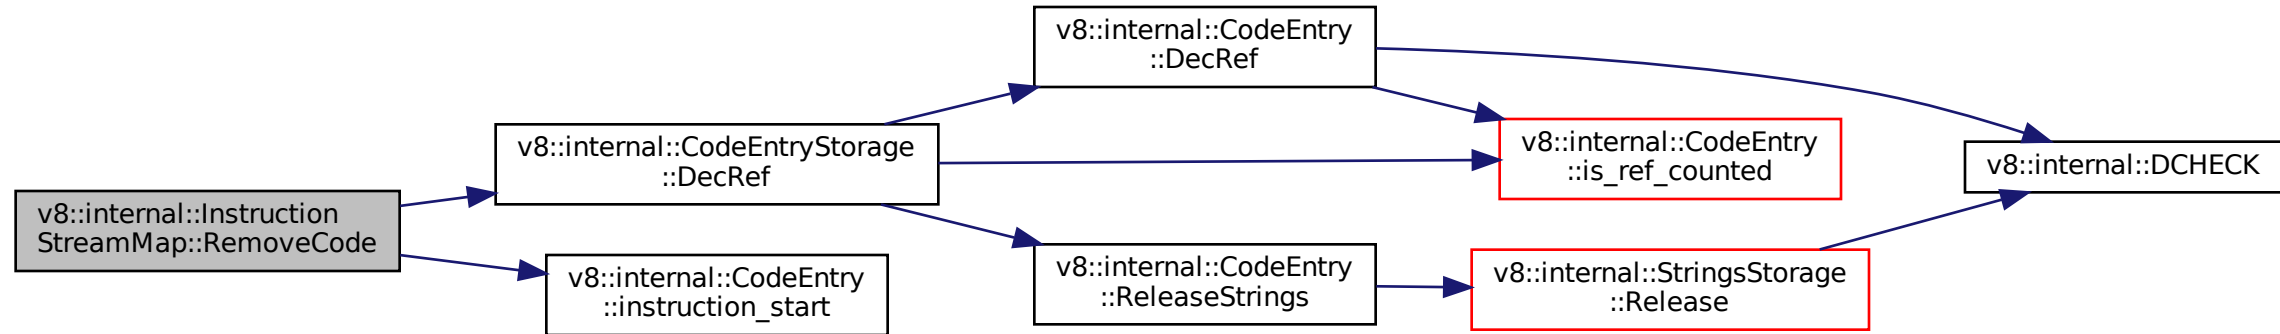 v8::internal::Instruction
StreamMap::RemoveCode
v8::internal::CodeEntryStorage
::DecRef
v8::internal::CodeEntry
::instruction_start
v8::internal::CodeEntry
::DecRef
v8::internal::CodeEntry
::ReleaseStrings
v8::internal::CodeEntry
::is_ref_counted
v8::internal::StringsStorage
::Release
v8::internal::DCHECK